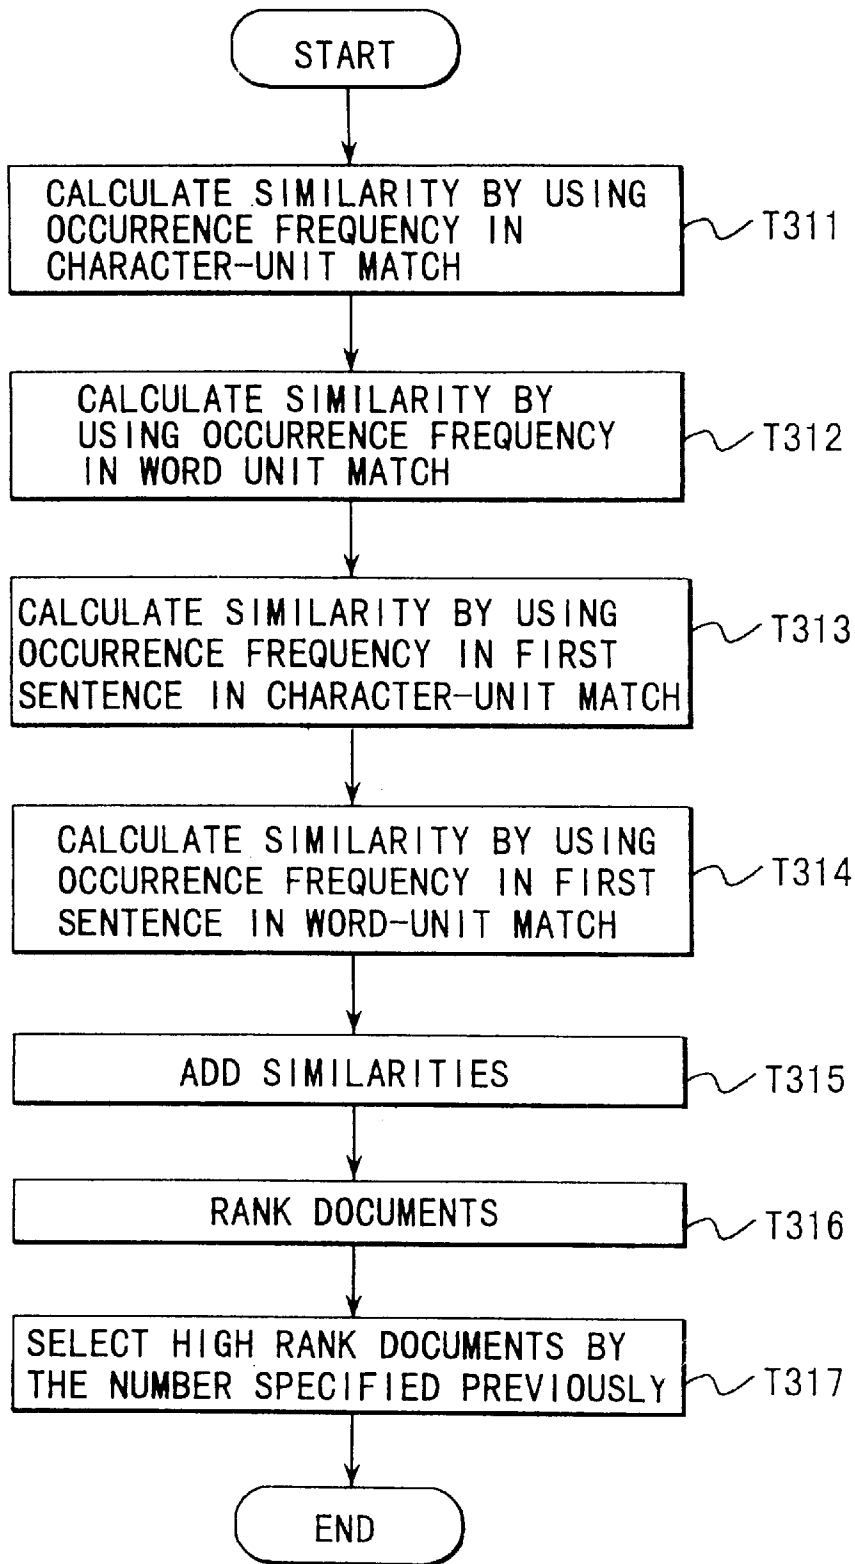 START
CALCULATE SIMILARITY BY USING
OCCURRENCE FREQUENCY IN
CHARACTER-UNIT MATCH
T311
CALCULATE SIMILARITY BY
USING OCCURRENCE FREQUENCY
IN WORD UNIT MATCH
T312
CALCULATE SIMILARITY BY USING
OCCURRENCE FREQUENCY IN FIRST
SENTENCE IN CHARACTER-UNIT MATCH
T313
CALCULATE SIMILARITY BY USING
OCCURRENCE FREQUENCY IN FIRST
SENTENCE IN WORD-UNIT MATCH
T314
ADD SIMILARITIES
T315
RANK DOCUMENTS
T316
SELECT HIGH RANK DOCUMENTS BY
THE NUMBER SPECIFIED PREVIOUSLY
T317
END